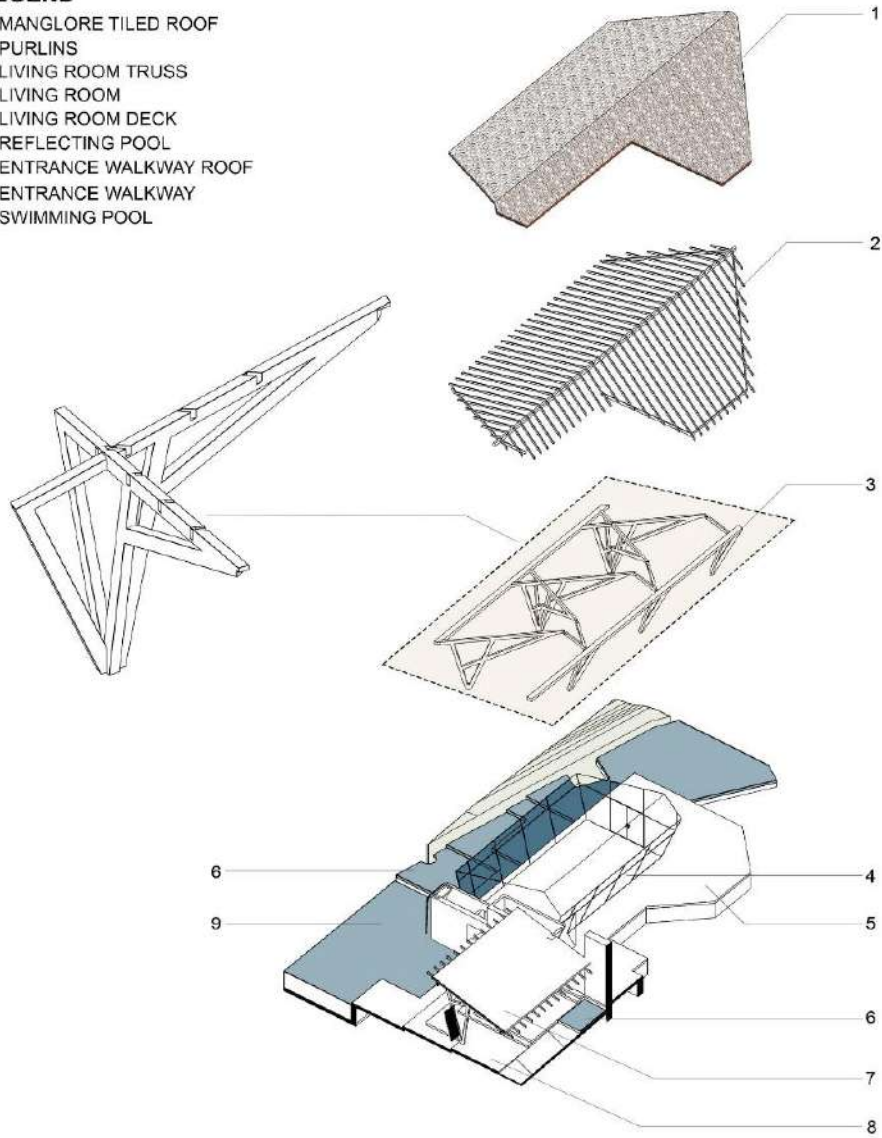 MANGLORE TILED ROOF
PURLINS
LIVING ROOM TRUSS
LIVING ROOM
LIVING ROOM DECK
REFLECTING POOL
ENTRANCE WALKWAY ROOF
ENTRANCE WALKWAY
SWIMMING POOL
1
2
3
6
4
9
5
6
7
8